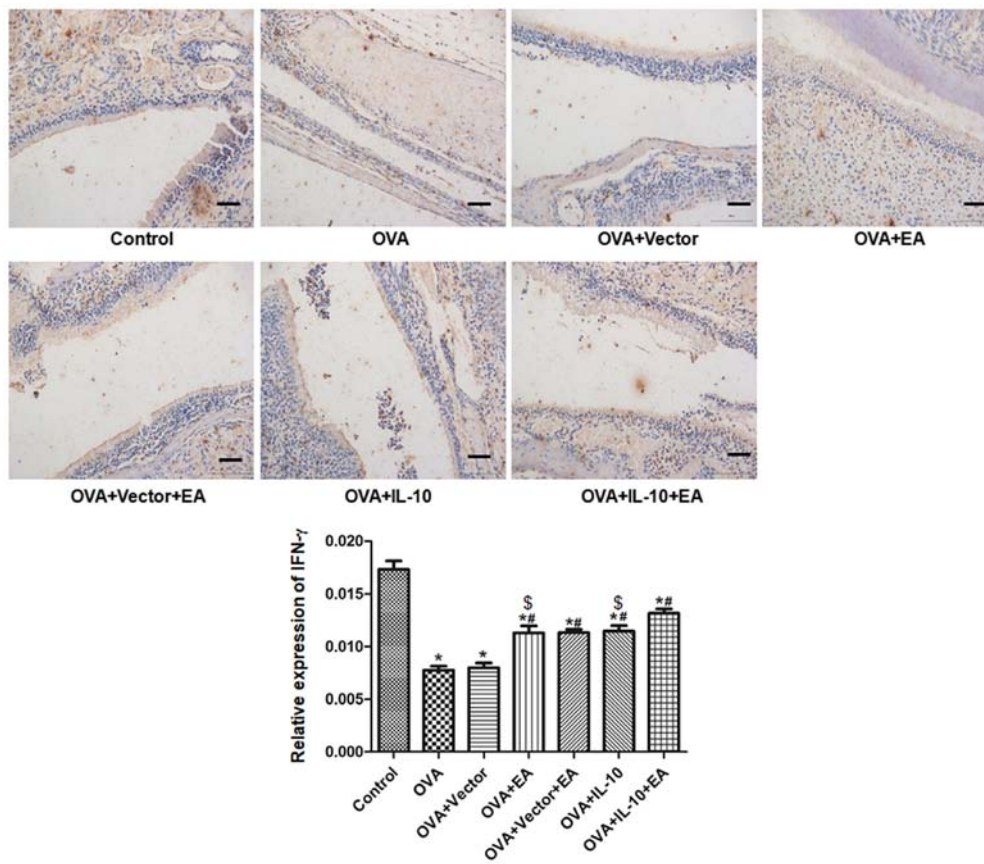 Control
OVA
OVA+Vector
OVA+EA
OVA+Vector+EA
OVA+IL-10
OVA+IL-10+EA
Relative expression of IFN-γ
0.020
0.015
0.010
0.005
0.000
*
*
$
*#
*#
$
*#
*#
Control
OVA
OVA+Vector
OVA+EA
OVA+Vector+EA
OVA+IL-10
OVA+IL-10+EA